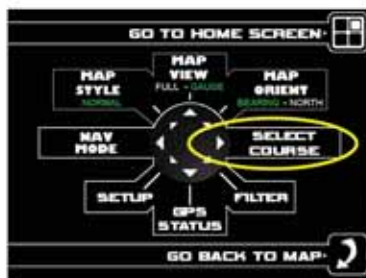 GO TO HOME SCREEN
MAP VIEW
FULL - GAUGE
MAP STYLE
NORMAL
MAP ORIENT
BEARING - NORTH
NAV MODE
SELECT COURSE
SETUP
GPS STATUS
FILTER
GO BACK TO MAP